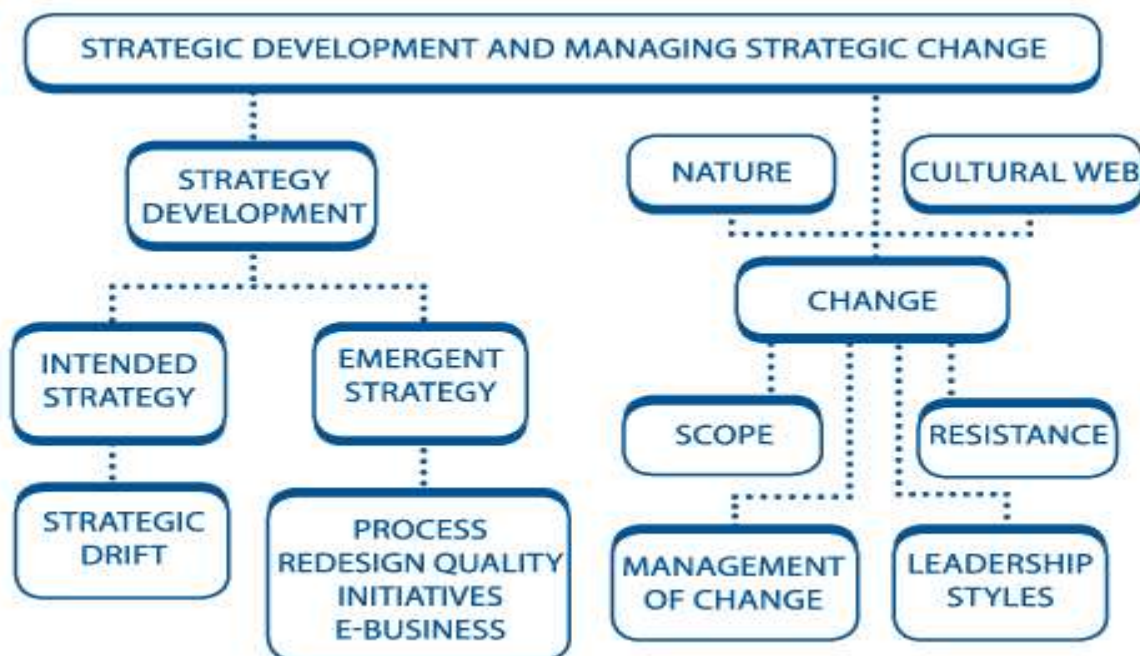 STRATEGIC DEVELOPMENT AND MANAGING STRATEGIC CHANGE
STRATEGY
DEVELOPMENT
INTENDED
STRATEGY
EMERGENT
STRATEGY
STRATEGIC
DRIFT
PROCESS
REDESIGN QUALITY
INITIATIVES
E-BUSINESS
NATURE
CULTURAL WEB
CHANGE
SCOPE
RESISTANCE
MANAGEMENT
OF CHANGE
LEADERSHIP
STYLES